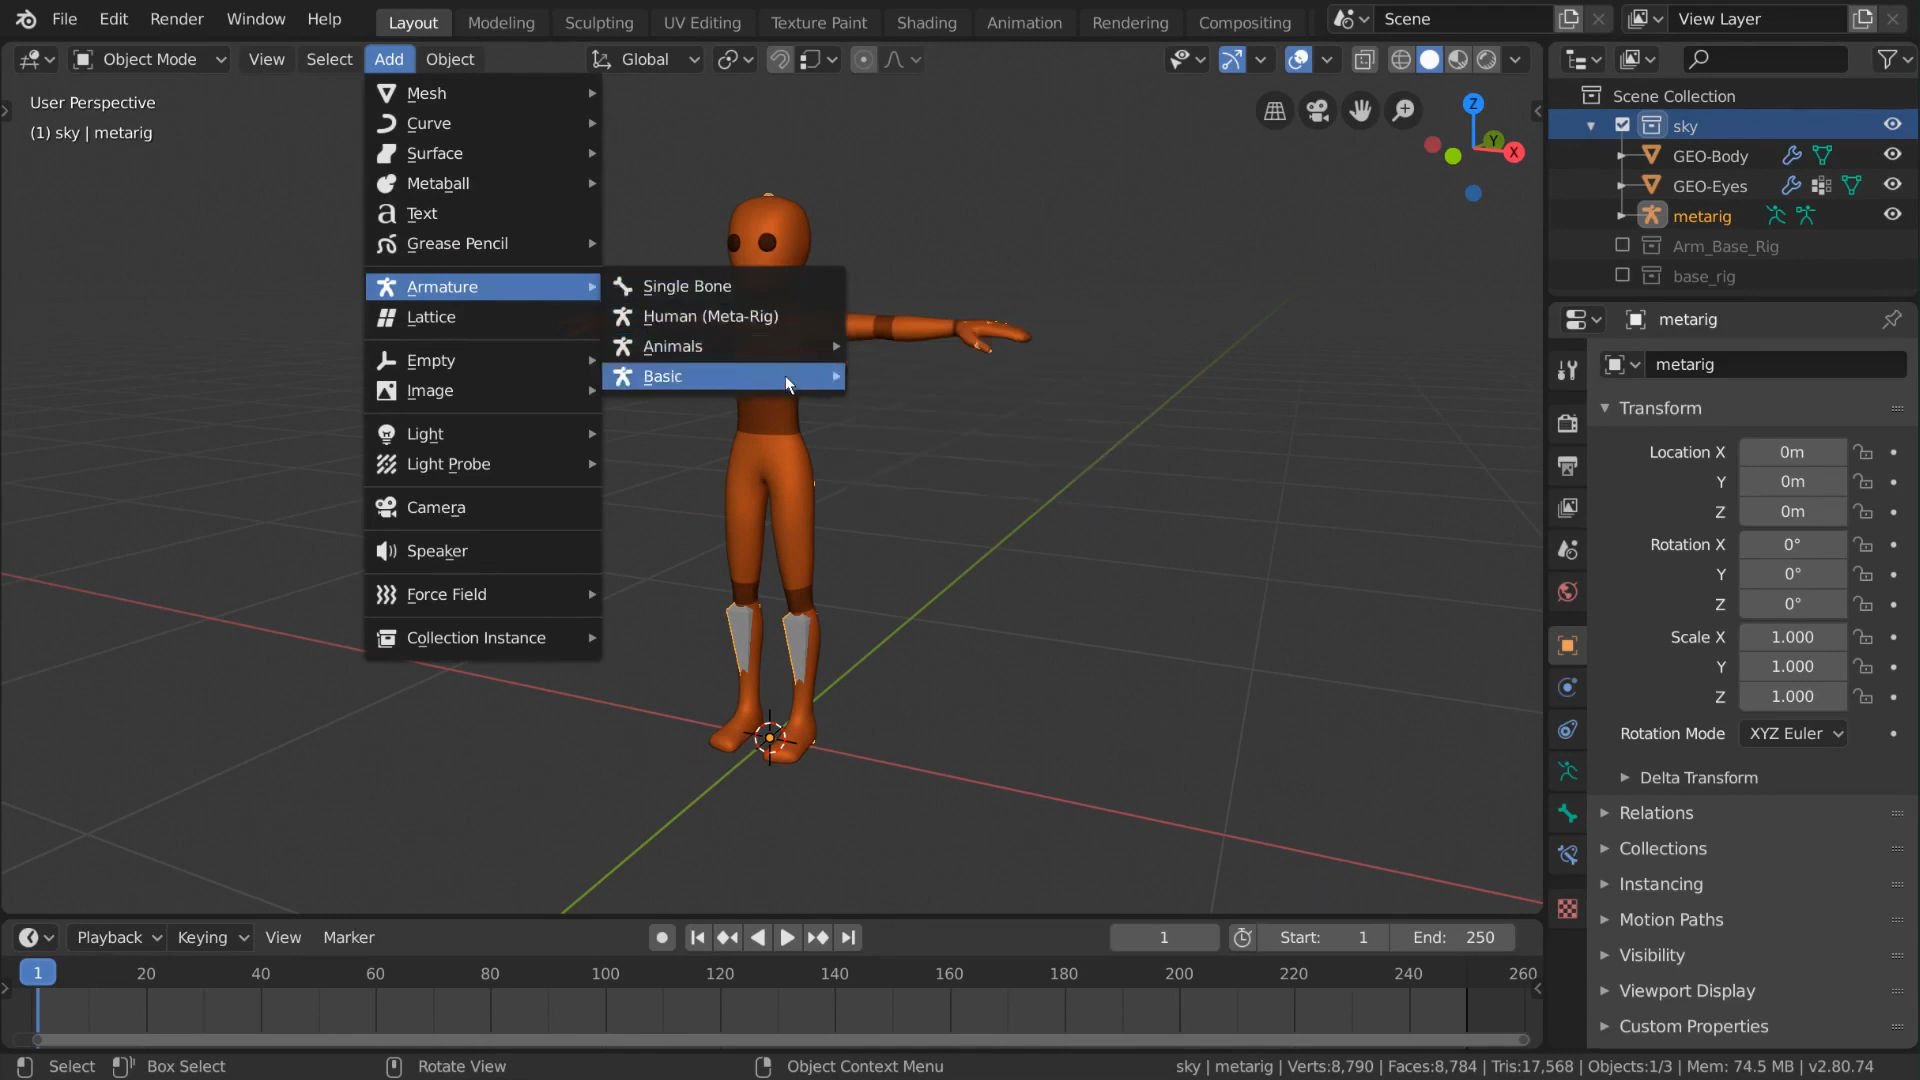 File Edit Render Window Help Layout Modeling Sculpting UV Editing Texture Paint Shading Animation Rendering Compositing Scene View Layer
Object Mode View Select Add Object Global
User Perspective
(1) sky | metarig
Mesh
Curve
Surface
Metaball
Text
Grease Pencil
Armature
Lattice
Empty
Image
Light
Light Probe
Camera
Speaker
Force Field
Collection Instance
Single Bone
Human (Meta-Rig)
Animals
Basic
Z
Y
X
Scene Collection
sky
GEO-Body
GEO-Eyes
metarig
Arm_Base_Rig
base_rig
metarig
metarig
Transform
Location X 0m
Y 0m
Z 0m
Rotation X 0°
Y 0°
Z 0°
Scale X 1.000
Y 1.000
Z 1.000
Rotation Mode XYZ Euler
Delta Transform
Relations
Collections
Instancing
Motion Paths
Visibility
Viewport Display
Custom Properties
Playback Keying View Marker 1 Start: 1 End: 250
1 20 40 60 80 100 120 140 160 180 200 220 240 260
Select Box Select Rotate View Object Context Menu sky | metarig | Verts:8,790 | Faces:8,784 | Tris:17,568 | Objects:1/3 | Mem: 74.5 MB | v2.80.74